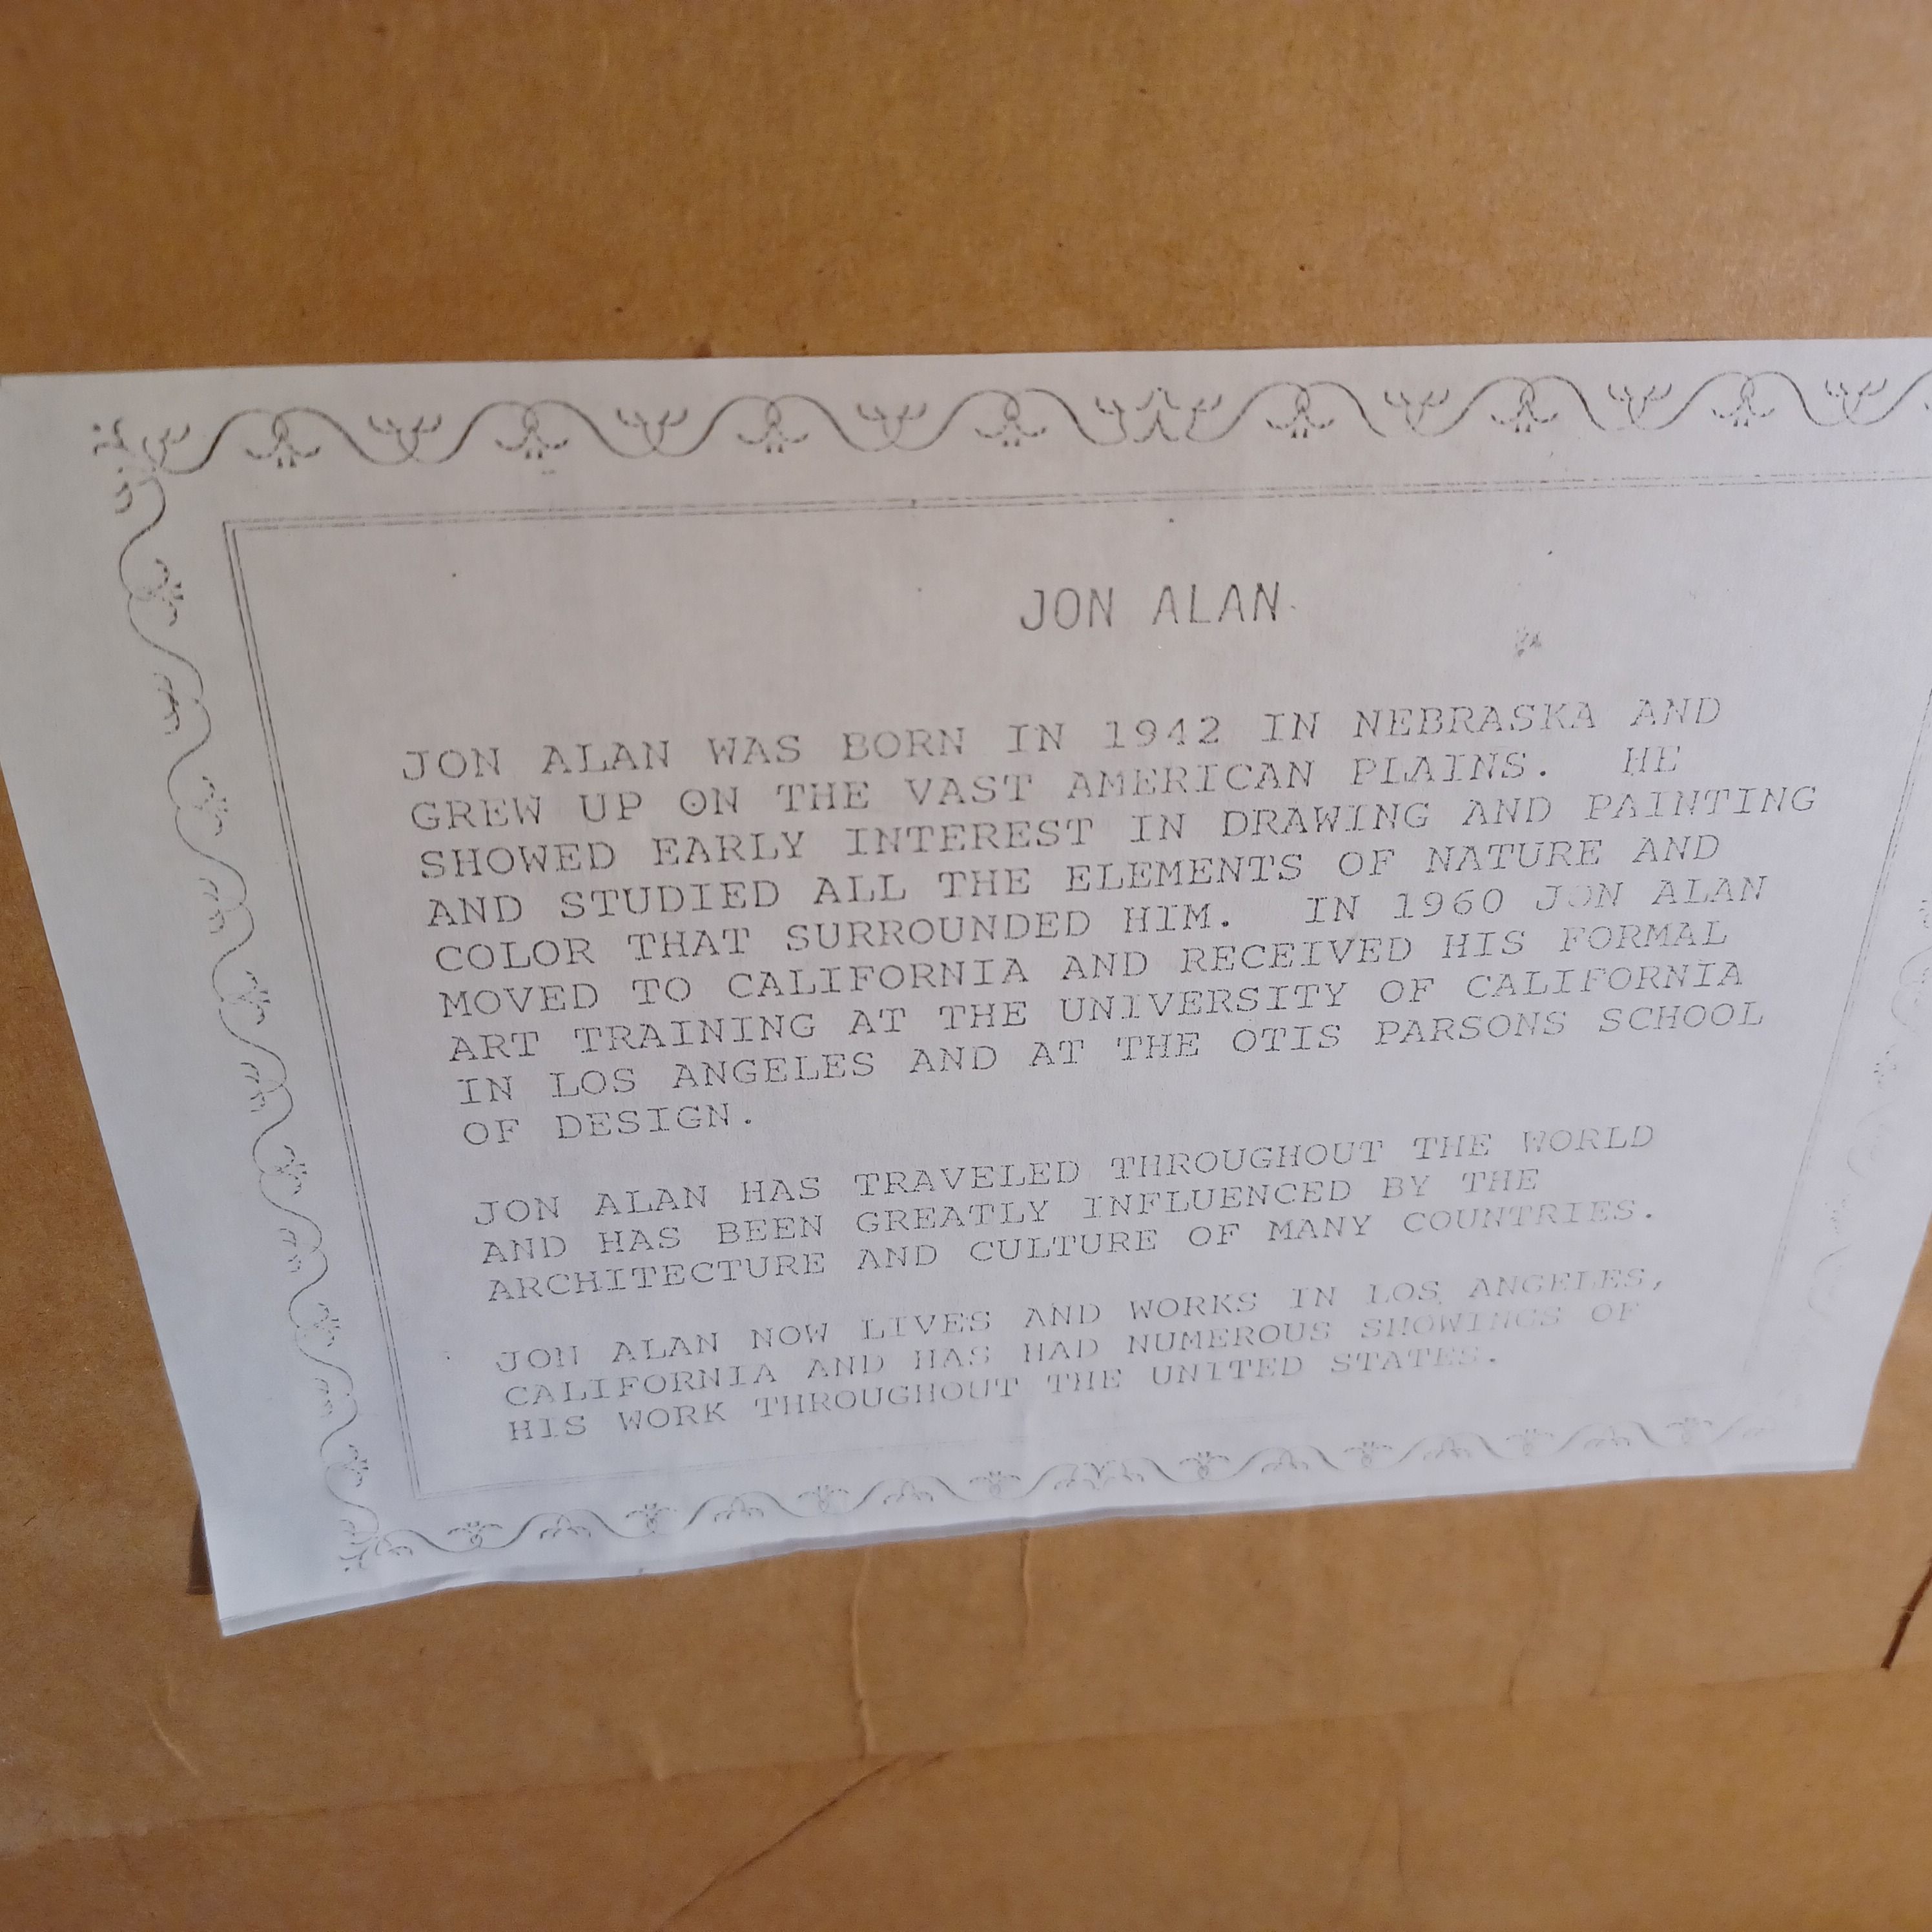 JON ALAN
JON ALAN WAS BORN IN 1942 IN NEBRASKA AND
GREW UP ON THE VAST AMERICAN PLAINS. HE
SHOWED EARLY INTEREST IN DRAWING AND PAINTING
AND STUDIED ALL THE ELEMENTS OF NATURE AND
COLOR THAT SURROUNDED HIM. IN 1960 JON ALAN
MOVED TO CALIFORNIA AND RECEIVED HIS FORMAL
ART TRAINING AT THE UNIVERSITY OF CALIFORNIA
IN LOS ANGELES AND AT THE OTIS PARSONS SCHOOL
OF DESIGN.
JON ALAN HAS TRAVELED THROUGHOUT THE WORLD
AND HAS BEEN GREATLY INFLUENCED BY THE
ARCHITECTURE AND CULTURE OF MANY COUNTRIES.
JON ALAN NOW LIVES AND WORKS IN LOS ANGELES,
CALIFORNIA AND HAS HAD NUMEROUS SHOWINGS OF
HIS WORK THROUGHOUT THE UNITED STATES.